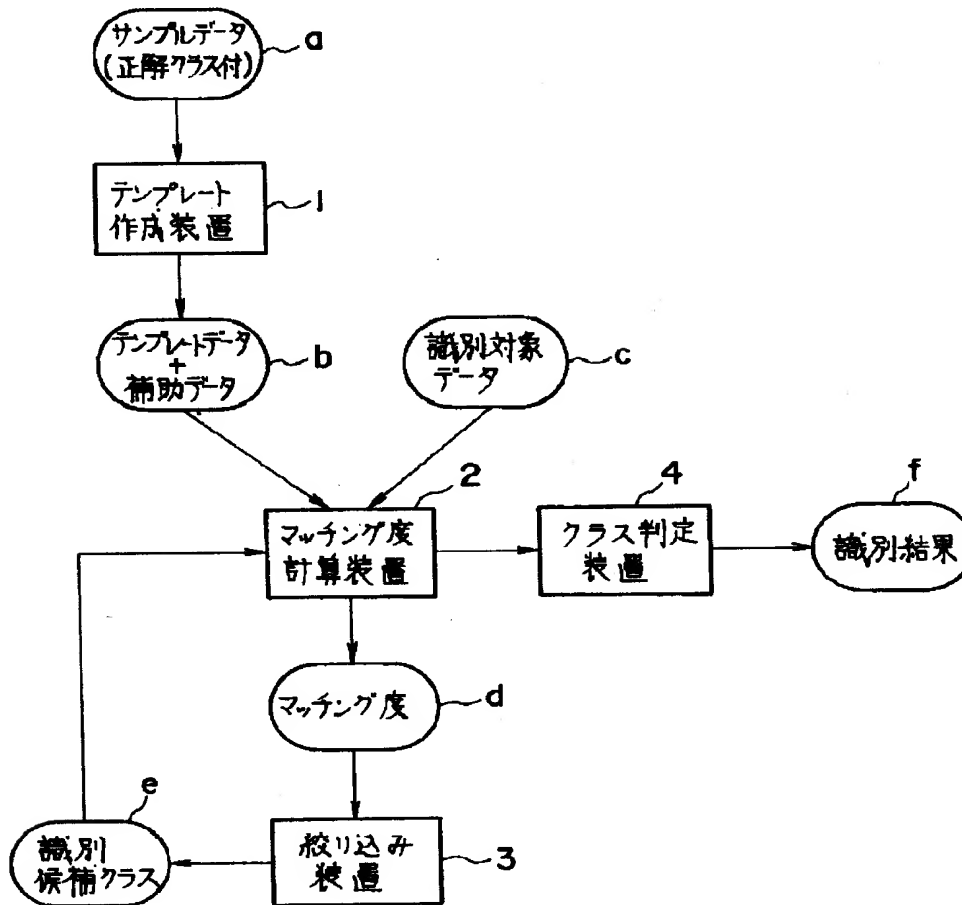 サンプルデータ
(正解クラス付)
a
テンプレート
作成装置
1
テンプレートデータ
+
補助データ
b
識別対象
データ
c
マッチング度
計算装置
2
クラス判定
装置
4
識別結果
f
マッチング度
d
識別
候補クラス
e
絞り込み
装置
3